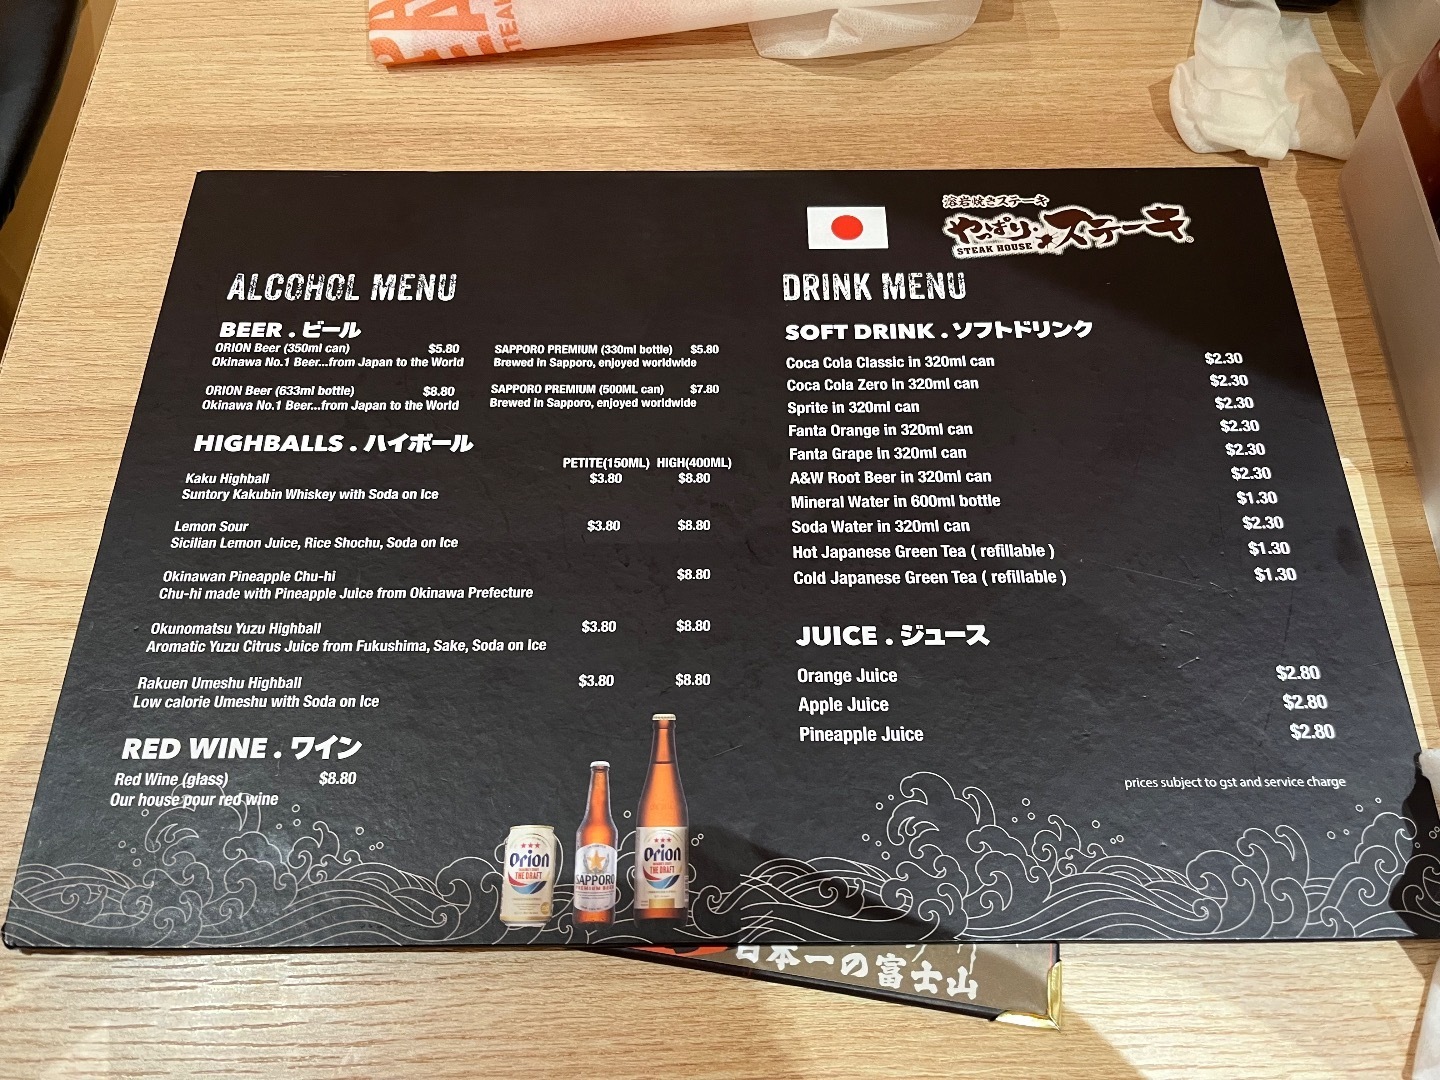 STEA
溶岩焼きステーキ
やっぱり★ステーキ
STEAK HOUSE
ALCOHOL MENU
BEER . ビール
ORION Beer (350ml can) $5.80
Okinawa No.1 Beer...from Japan to the World
SAPPORO PREMIUM (330ml bottle) $5.80
Brewed in Sapporo, enjoyed worldwide
ORION Beer (633ml bottle) $8.80
Okinawa No.1 Beer...from Japan to the World
SAPPORO PREMIUM (500ML can) $7.80
Brewed in Sapporo, enjoyed worldwide
HIGHBALLS . ハイボール
PETITE(150ML) HIGH(400ML)
Kaku Highball $3.80 $8.80
Suntory Kakubin Whiskey with Soda on Ice
Lemon Sour $3.80 $8.80
Sicilian Lemon Juice, Rice Shochu, Soda on Ice
Okinawan Pineapple Chu-hi $8.80
Chu-hi made with Pineapple Juice from Okinawa Prefecture
Okunomatsu Yuzu Highball $3.80 $8.80
Aromatic Yuzu Citrus Juice from Fukushima, Sake, Soda on Ice
Rakuen Umeshu Highball $3.80 $8.80
Low calorie Umeshu with Soda on Ice
RED WINE . ワイン
Red Wine (glass) $8.80
Our house pour red wine
Orion
THE DRAFT
SAPPORO
PREMIUM BEER
Orion
THE DRAFT
DRINK MENU
SOFT DRINK . ソフトドリンク
Coca Cola Classic in 320ml can $2.30
Coca Cola Zero in 320ml can $2.30
Sprite in 320ml can $2.30
Fanta Orange in 320ml can $2.30
Fanta Grape in 320ml can $2.30
A&W Root Beer in 320ml can $2.30
Mineral Water in 600ml bottle $1.30
Soda Water in 320ml can $2.30
Hot Japanese Green Tea ( refillable ) $1.30
Cold Japanese Green Tea ( refillable ) $1.30
JUICE . ジュース
Orange Juice $2.80
Apple Juice $2.80
Pineapple Juice $2.80
prices subject to gst and service charge
日本一の富士山